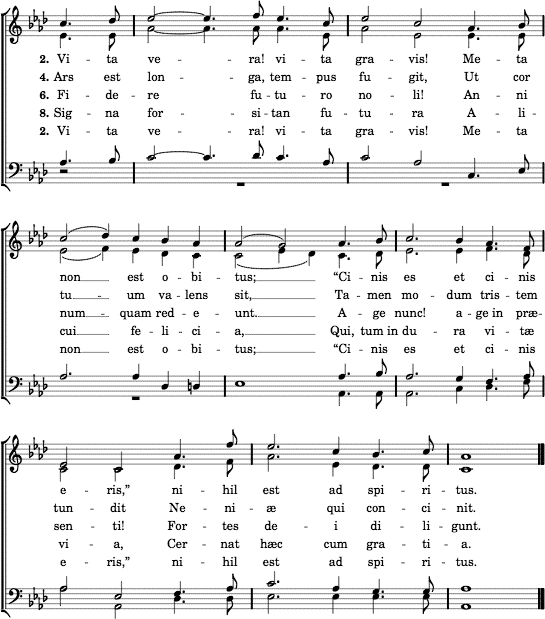 2. Vi - ta ve - ra! vi - ta gra - vis! Me - ta
4. Ars est lon - ga, tem - pus fu - git, Ut cor
6. Fi - de - re fu - tu - ro no - li! An - ni
8. Sig - na for - si - tan fu - tu - ra A - li -
2. Vi - ta ve - ra! vi - ta gra - vis! Me - ta
non est o - bi - tus; “Ci - nis es et ci - nis
tu - um va - lens sit, Ta - men mo - dum tris - tem
num - quam red - e - unt. A - ge nunc! a - ge in præ -
cui fe - li - ci - a, Qui, tum in du - ra vi - tæ
non est o - bi - tus; “Ci - nis es et ci - nis
e - ris,” ni - hil est ad spi - ri - tus.
tun - dit Ne - ni - æ qui con - ci - nit.
sen - ti! For - tes de - i di - li - gunt.
vi - a, Cer - nat hæc cum gra - ti - a.
e - ris,” ni - hil est ad spi - ri - tus.